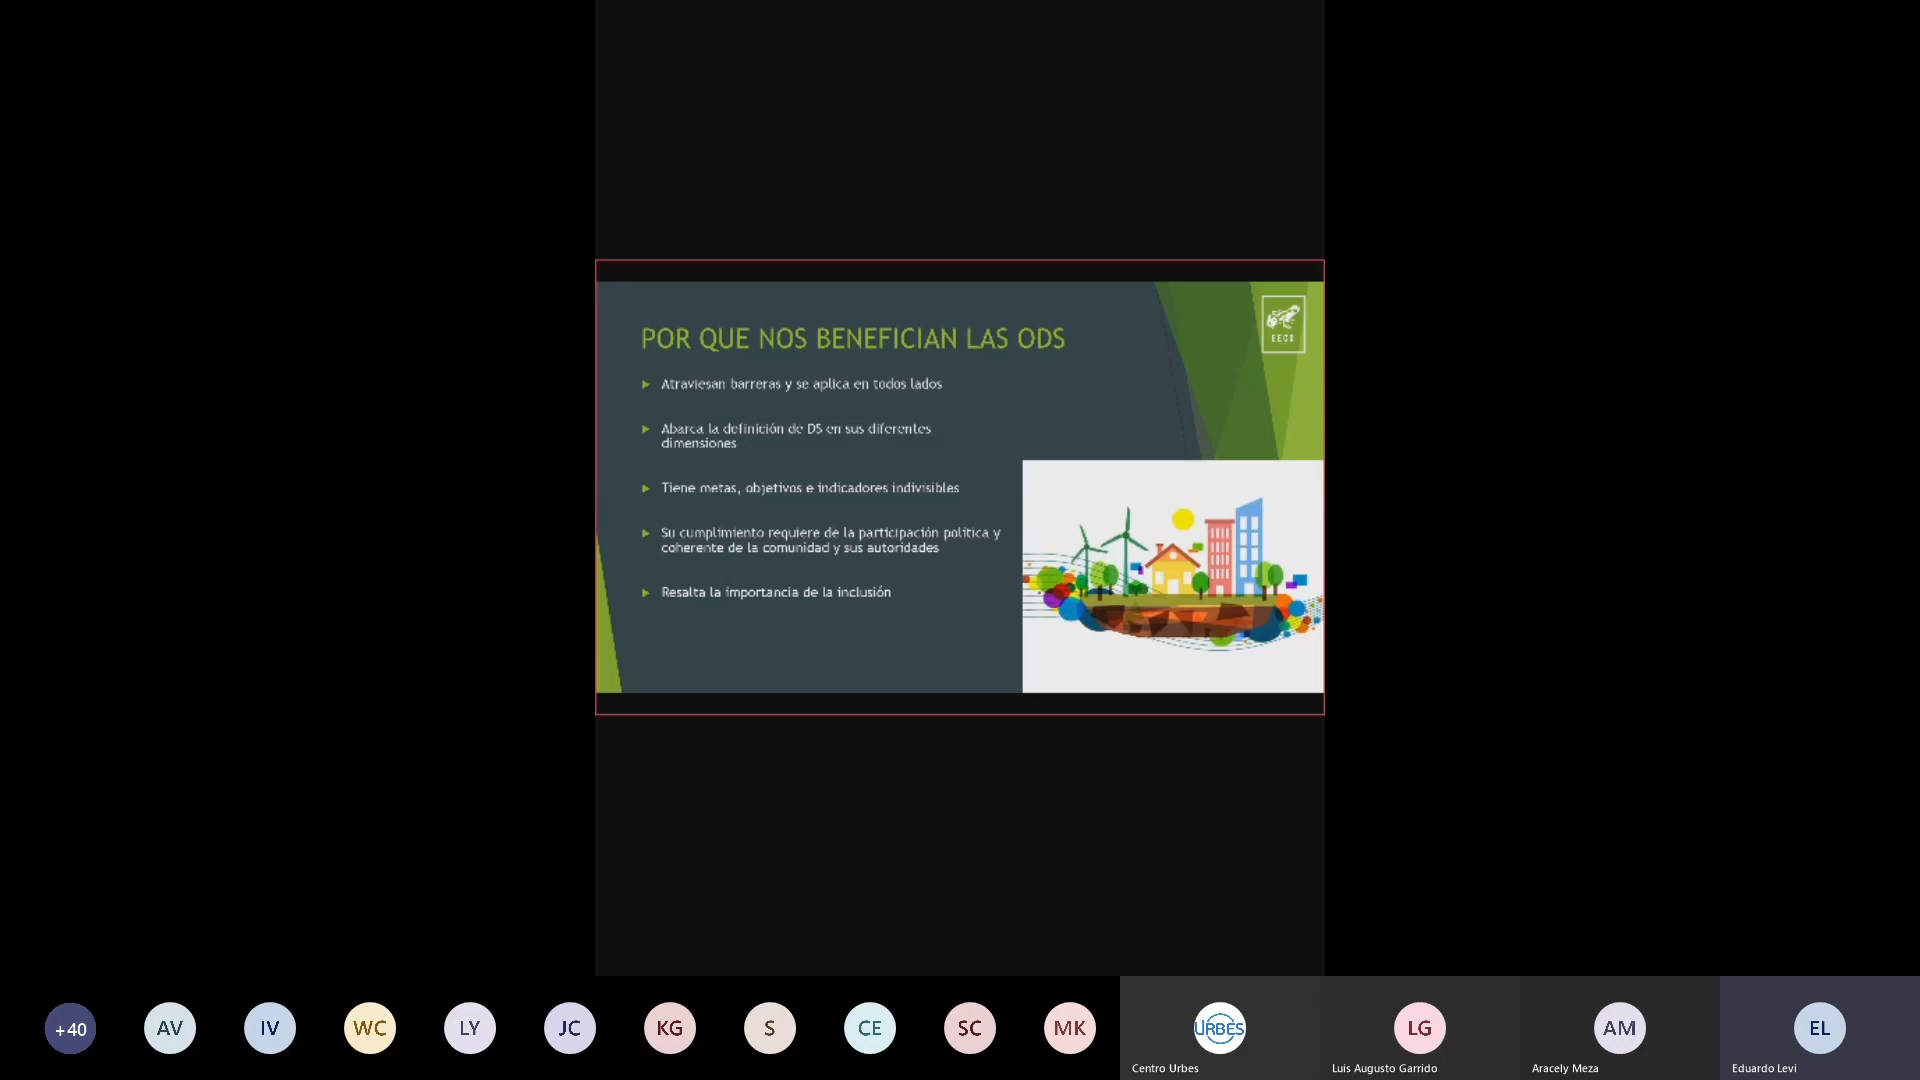 POR QUE NOS BENEFICIAN LAS ODS
Atraviesan barreras y se aplica en todos lados
Abarca la definición de DS en sus diferentes
dimensiones
Tiene metas, objetivos e indicadores indivisibles
Su cumplimiento requiere de la participación política y
coherente de la comunidad y sus autoridades
Resalta la importancia de la inclusión
+40
AV
IV
WC
LY
JC
KG
S
CE
SC
MK
URBES
Centro Urbes
LG
Luis Augusto Garrido
AM
Aracely Meza
EL
Eduardo Levi